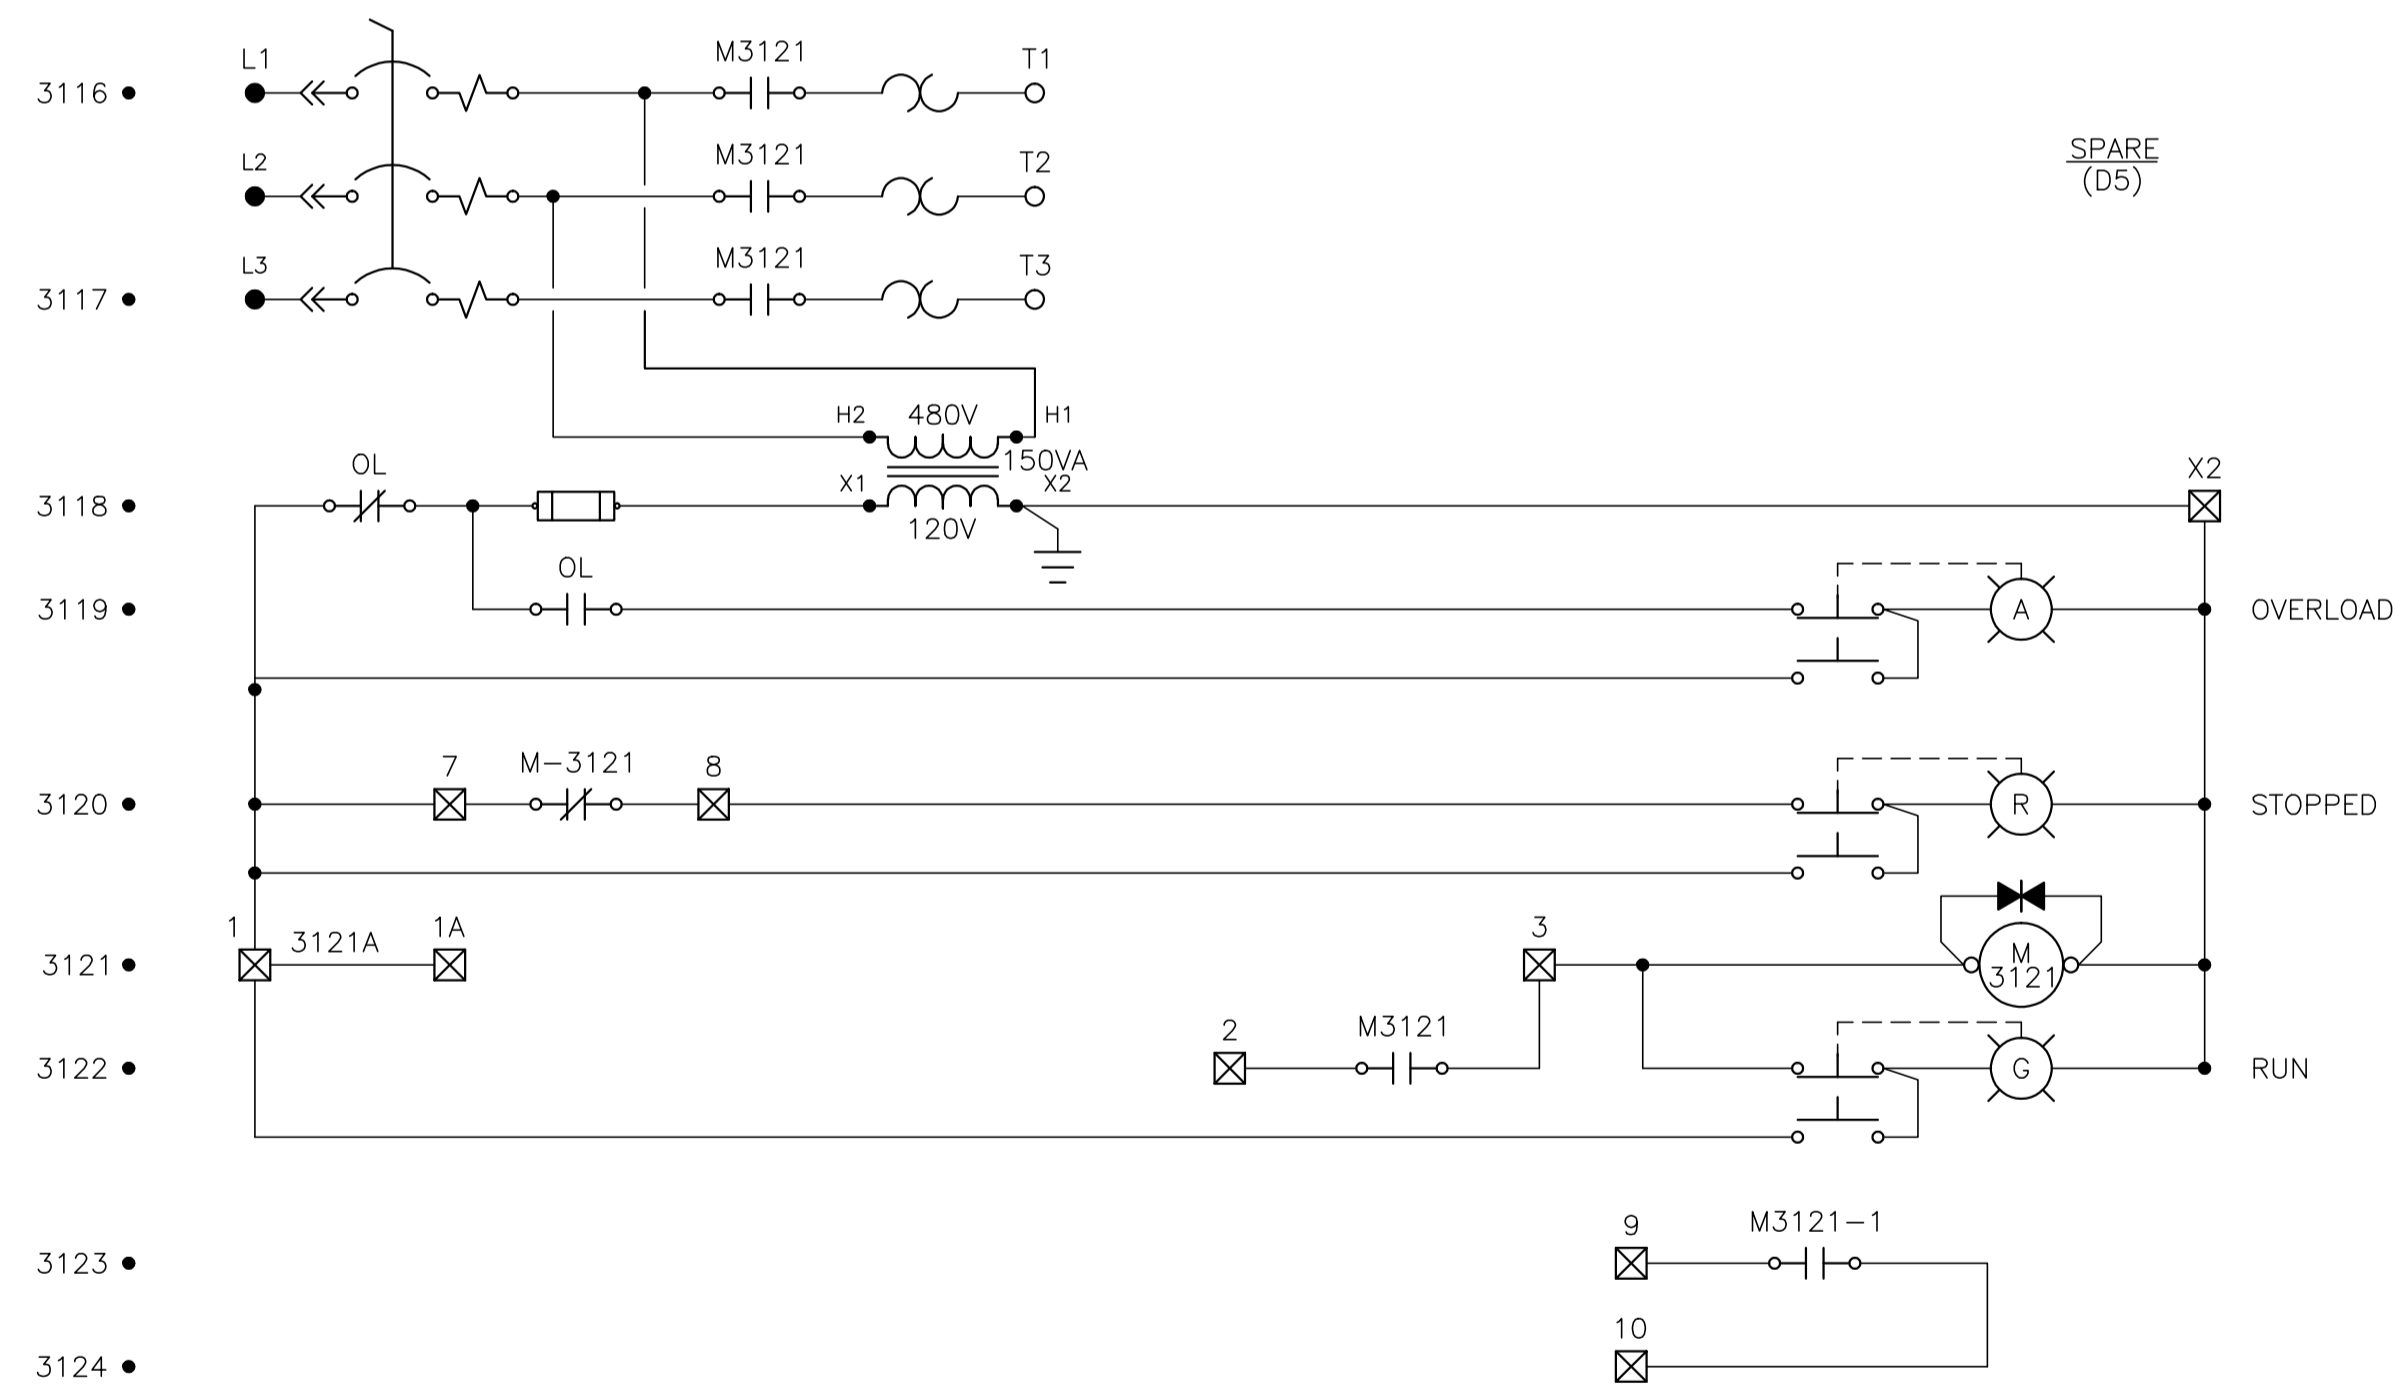 L1 M3121 T1
3116
SPARE
(D5)
L2 M3121 T2
L3 M3121 T3
3117
H2 480V H1
150VA
X1 X2
120V
OL
X2
3118
OL
3119 A OVERLOAD
7 M-3121 8
3120 R STOPPED
1 3121A 1A 3
3121 M
3121
2 M3121
3122 G RUN
9 M3121-1
3123
10
3124